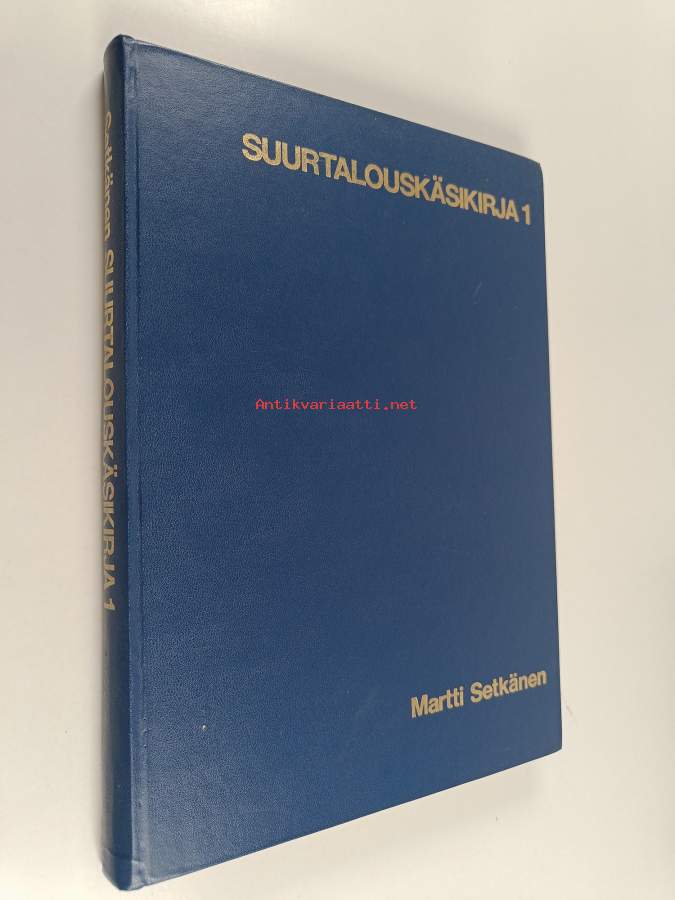 SUURTALOUSKÄSIKIRJA 1
Antikvariaatti.net
Martti Setkänen
Setkänen SUURTALOUSKÄSIKIRJA 1